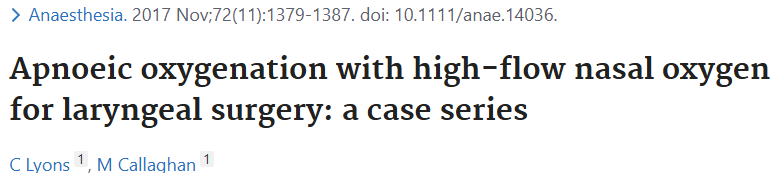 > Anaesthesia. 2017 Nov;72(11):1379-1387. doi: 10.1111/anae.14036.
Apnoeic oxygenation with high-flow nasal oxygen
for laryngeal surgery: a case series
C Lyons 1, M Callaghan 1